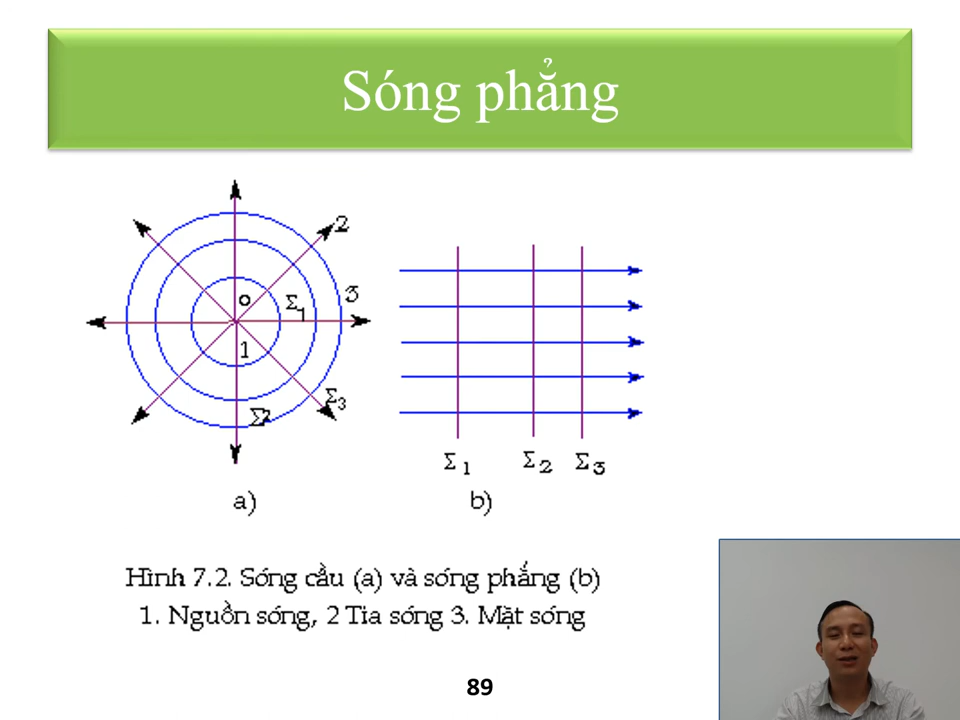 Sóng phẳng
2
3
o
Σ1
1
Σ3
Σ2
Σ1 Σ2 Σ3
a) b)
Hình 7.2. Sóng cầu (a) và sóng phẳng (b)
1. Nguồn sóng, 2 Tia sóng 3. Mặt sóng
89